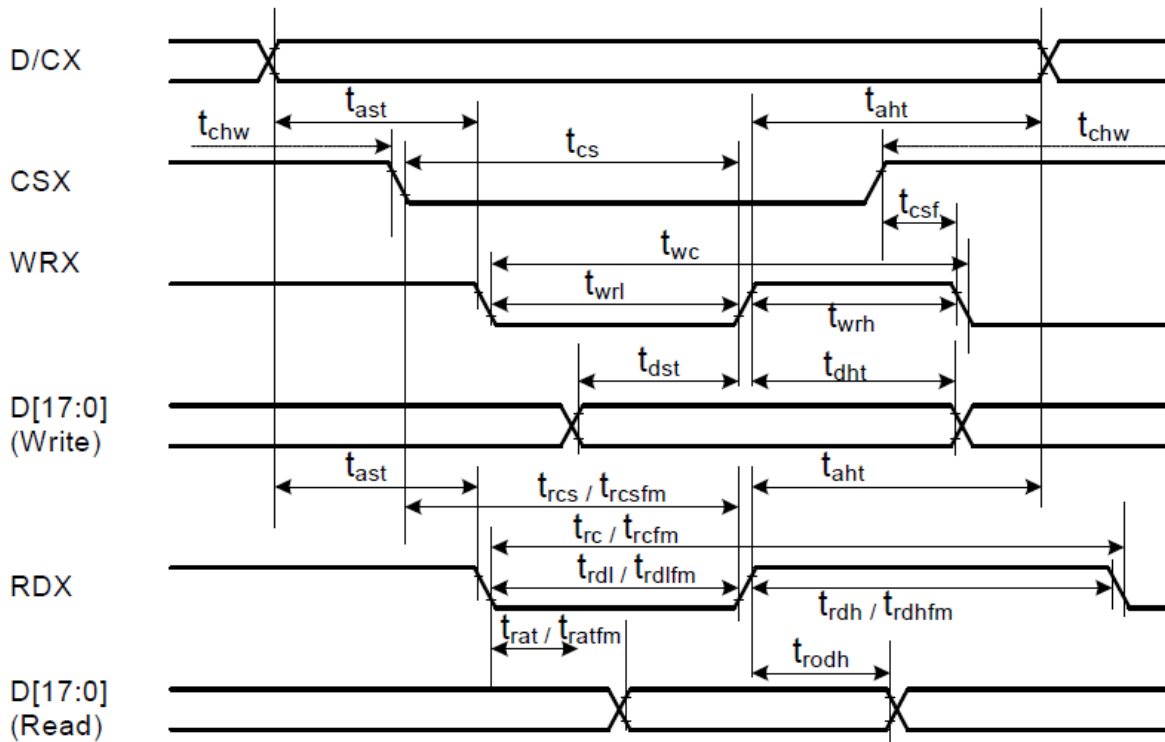 D/CX
tast
taht
tchw
tchw
tcs
CSX
tcsf
WRX
twc
twrl
twrh
tdst
tdht
D[17:0]
(Write)
tast
taht
trcs / trcsfm
trc / trcfm
RDX
trdl / trdlfm
trdh / trdhfm
trat / tratfm
trodh
D[17:0]
(Read)